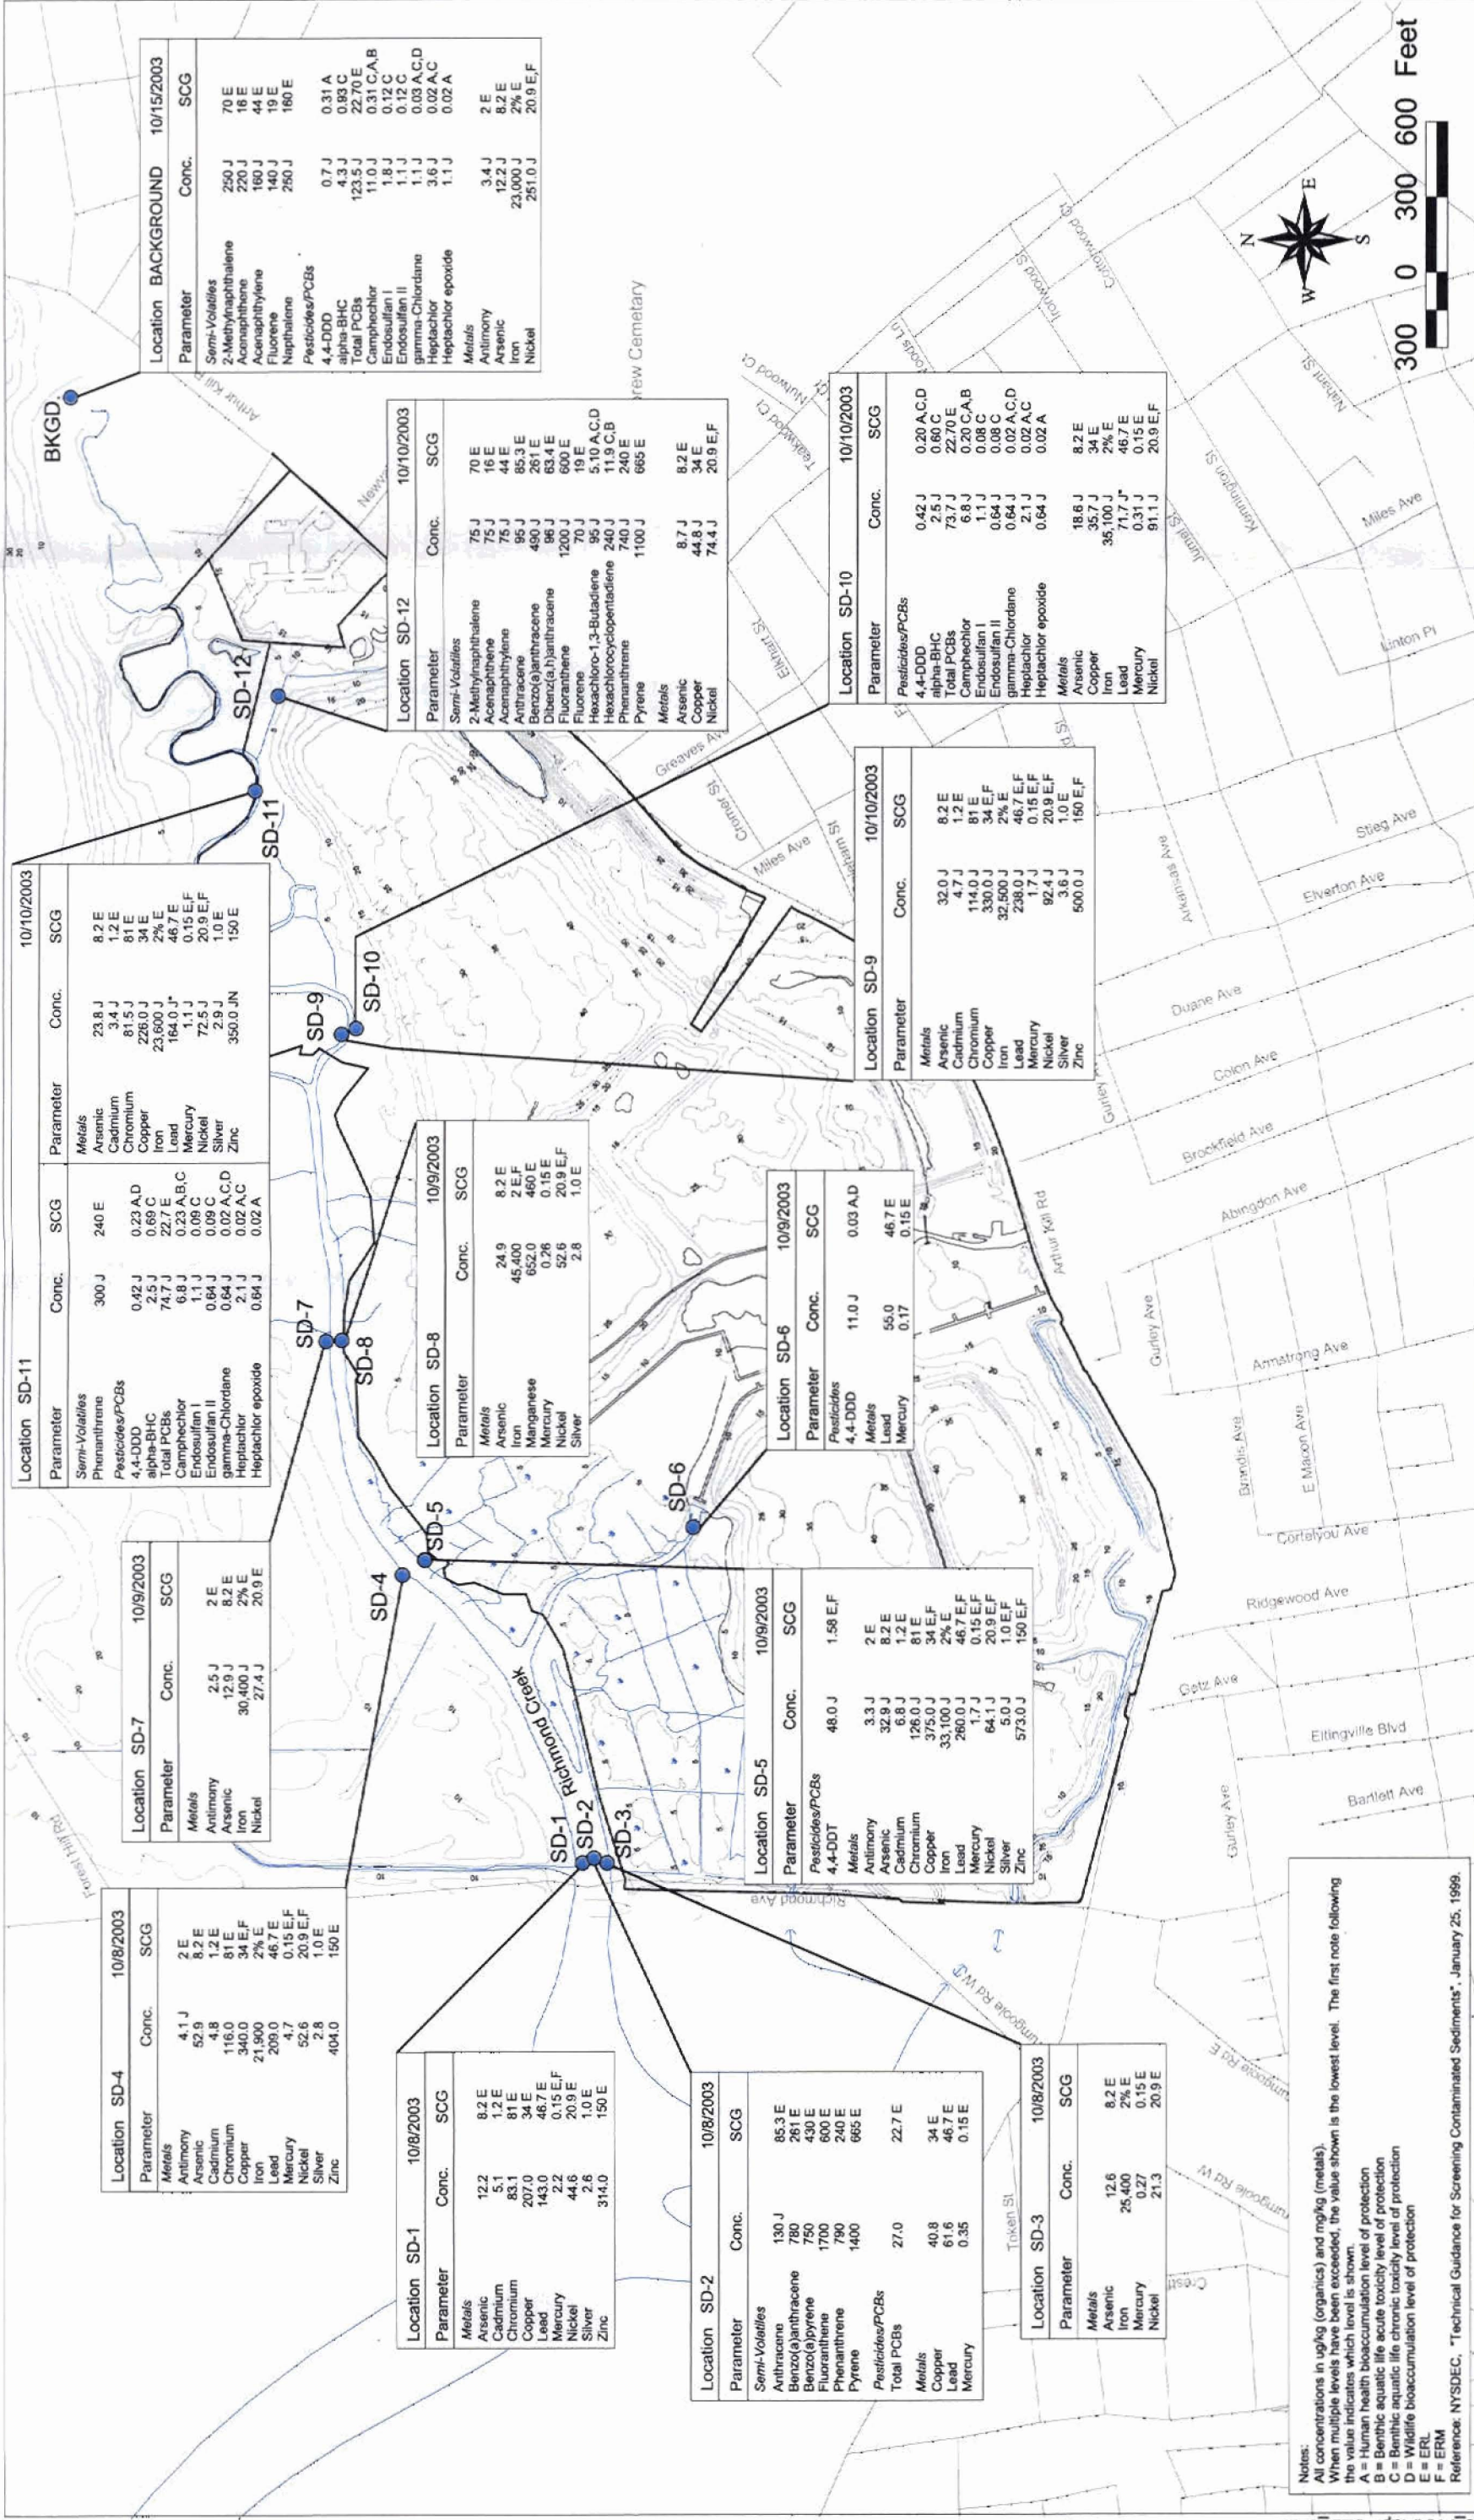 Location SD-11 10/10/2003
Parameter Conc. SCG Parameter Conc. SCG
Semi-Volatiles Metals
Phenanthrene 300 J 240 E
Pesticides/PCBs
4,4-DDD 0.42 J 0.23 A,D
alpha-BHC 2.5 J 0.69 C
Total PCBs 74.7 J 22.7 E
Camphechlor 6.8 J 0.23 A,B,C
Endosulfan I 1.1 J 0.09 C
Endosulfan II 0.64 J 0.09 C
gamma-Chlordane 0.64 J 0.02 A,C,D
Heptachlor 2.1 J 0.02 A,C
Heptachlor epoxide 0.64 J 0.02 A
Arsenic 23.8 J 8.2 E
Cadmium 3.4 J 1.2 E
Chromium 81.5 J 81 E
Copper 226.0 J 34 E
Iron 23,600 J 2% E
Lead 164.0 J* 46.7 E
Mercury 1.1 J 0.15 E,F
Nickel 72.5 J 20.9 E,F
Silver 2.9 J 1.0 E
Zinc 350.0 JN 150 E
Location BACKGROUND 10/15/2003
Parameter Conc. SCG
Semi-Volatiles
2-Methylnaphthalene 250 J 70 E
Acenaphthene 220 J 16 E
Acenaphthylene 160 J 44 E
Fluorene 140 J 19 E
Napthalene 250 J 160 E
Pesticides/PCBs
4,4-DDD 0.7 J 0.31 A
alpha-BHC 4.3 J 0.93 C
Total PCBs 123.5 J 22.70 E
Camphechlor 11.0 J 0.31 C,A,B
Endosulfan I 1.8 J 0.12 C
Endosulfan II 1.1 J 0.12 C
gamma-Chlordane 1.1 J 0.03 A,C,D
Heptachlor 3.6 J 0.02 A,C
Heptachlor epoxide 1.1 J 0.02 A
Metals
Antimony 3.4 J 2 E
Arsenic 12.2 J 8.2 E
Iron 23,000 J 2% E
Nickel 251.0 J 20.9 E,F
Location SD-7 10/9/2003
Parameter Conc. SCG
Metals
Antimony 2.5 J 2 E
Arsenic 12.9 J 8.2 E
Iron 30,400 J 2% E
Nickel 27.4 J 20.9 E
Location SD-4 10/8/2003
Parameter Conc. SCG
Metals
Antimony 4.1 J 2 E
Arsenic 52.9 8.2 E
Cadmium 4.8 1.2 E
Chromium 116.0 81 E
Copper 340.0 34 E,F
Iron 21,900 2% E
Lead 209.0 46.7 E
Mercury 4.7 0.15 E,F
Nickel 52.6 20.9 E,F
Silver 2.8 1.0 E
Zinc 404.0 150 E
Location SD-12 10/10/2003
Parameter Conc. SCG
Semi-Volatiles
2-Methylnaphthalene 75 J 70 E
Acenaphthene 75 J 16 E
Acenaphthylene 75 J 44 E
Anthracene 95 J 85.3 E
Benzo(a)anthracene 490 J 261 E
Dibenz(a,h)anthracene 96 J 63.4 E
Fluoranthene 1200 J 600 E
Fluorene 70 J 19 E
Hexachloro-1,3-Butadiene 95 J 5.10 A,C,D
Hexachlorocyclopentadiene 240 J 11.9 C,B
Phenanthrene 740 J 240 E
Pyrene 1100 J 665 E
Metals
Arsenic 8.7 J 8.2 E
Copper 44.8 J 34 E
Nickel 74.4 J 20.9 E,F
Location SD-8 10/9/2003
Parameter Conc. SCG
Metals
Arsenic 24.9 8.2 E
Iron 45,400 2 E,F
Manganese 652.0 460 E
Mercury 0.26 0.15 E
Nickel 52.6 20.9 E,F
Silver 2.8 1.0 E
Location SD-1 10/8/2003
Parameter Conc. SCG
Metals
Arsenic 12.2 8.2 E
Cadmium 5.1 1.2 E
Chromium 83.1 81 E
Copper 207.0 34 E
Lead 143.0 46.7 E
Mercury 2.2 0.15 E,F
Nickel 44.6 20.9 E
Silver 2.6 1.0 E
Zinc 314.0 150 E
Location SD-2 10/8/2003
Parameter Conc. SCG
Semi-Volatiles
Anthracene 130 J 85.3 E
Benzo(a)anthracene 780 261 E
Benzo(a)pyrene 750 430 E
Fluoranthene 1700 600 E
Phenanthrene 790 240 E
Pyrene 1400 665 E
Pesticides/PCBs
Total PCBs 27.0 22.7 E
Metals
Copper 40.8 34 E
Lead 61.6 46.7 E
Mercury 0.35 0.15 E
Location SD-5 10/9/2003
Parameter Conc. SCG
Pesticides/PCBs
4,4-DDT 48.0 J 1.58 E,F
Metals
Antimony 3.3 J 2 E
Arsenic 32.9 J 8.2 E
Cadmium 6.8 J 1.2 E
Chromium 126.0 J 81 E
Copper 375.0 J 34 E,F
Iron 33,100 J 2% E
Lead 260.0 J 46.7 E,F
Mercury 1.7 J 0.15 E,F
Nickel 64.1 J 20.9 E,F
Silver 5.0 J 1.0 E,F
Zinc 573.0 J 150 E,F
Location SD-6 10/9/2003
Parameter Conc. SCG
Pesticides
4,4-DDD 11.0 J 0.03 A,D
Metals
Lead 55.0 46.7 E
Mercury 0.17 0.15 E
Location SD-9 10/10/2003
Parameter Conc. SCG
Metals
Arsenic 32.0 J 8.2 E
Cadmium 4.7 J 1.2 E
Chromium 114.0 J 81 E
Copper 330.0 J 34 E,F
Iron 32,500 J 2% E
Lead 238.0 J 46.7 E,F
Mercury 1.7 J 0.15 E,F
Nickel 92.4 J 20.9 E,F
Silver 3.6 J 1.0 E
Zinc 500.0 J 150 E,F
Location SD-10 10/10/2003
Parameter Conc. SCG
Pesticides/PCBs
4,4-DDD 0.42 J 0.20 A,C,D
alpha-BHC 2.5 J 0.60 C
Total PCBs 73.7 J 22.70 E
Camphechlor 6.8 J 0.20 C,A,B
Endosulfan I 1.1 J 0.08 C
Endosulfan II 0.64 J 0.08 C
gamma-Chlordane 0.64 J 0.02 A,C,D
Heptachlor 2.1 J 0.02 A,C
Heptachlor epoxide 0.64 J 0.02 A
Metals
Arsenic 18.6 J 8.2 E
Copper 35.7 J 34 E
Iron 35,100 J 2% E
Lead 71.7 J* 46.7 E
Mercury 0.31 J 0.15 E
Nickel 91.1 J 20.9 E,F
Location SD-3 10/8/2003
Parameter Conc. SCG
Metals
Arsenic 12.6 8.2 E
Iron 25,400 2% E
Mercury 0.27 0.15 E
Nickel 21.3 20.9 E
BKGD
SD-12
SD-11
SD-10
SD-9
SD-8
SD-7
SD-6
SD-5
SD-4
SD-3
SD-2
SD-1
Richmond Creek
Forest Hill Rd
Richmond Ave
Arthur Kill Rd
rew Cemetary
Nutwood Ct
Teakwood Ct
Woods Ln
Ironwood St
Cottonwood Ct
Elkhart St
Greaves Av
Cromer St
Miles Ave
Jumel St
Kennington St
Nahant St
Miles Ave
Linton Pl
Stieg Ave
Elverton Ave
Arkansas Ave
Duane Ave
Colon Ave
Brookfield Ave
Abingdon Ave
Arthur Kill Rd
Gurley Ave
Armstrong Ave
Brandis Ave
E Macon Ave
Cortelyou Ave
Ridgewood Ave
Getz Ave
Eltingville Blvd
Bartlett Ave
Gurley Ave
Token St
N
W E
S
300 0 300 600 Feet
Notes:
All concentrations in ug/kg (organics) and mg/kg (metals).
When multiple levels have been exceeded, the value shown is the lowest level. The first note following
the value indicates which level is shown.
A = Human health bioaccumulation level of protection
B = Benthic aquatic life acute toxicity level of protection
C = Benthic aquatic life chronic toxicity level of protection
D = Wildlife bioaccumulation level of protection
E = ERL
F = ERM
Reference: NYSDEC, "Technical Guidance for Screening Contaminated Sediments", January 25, 1999.